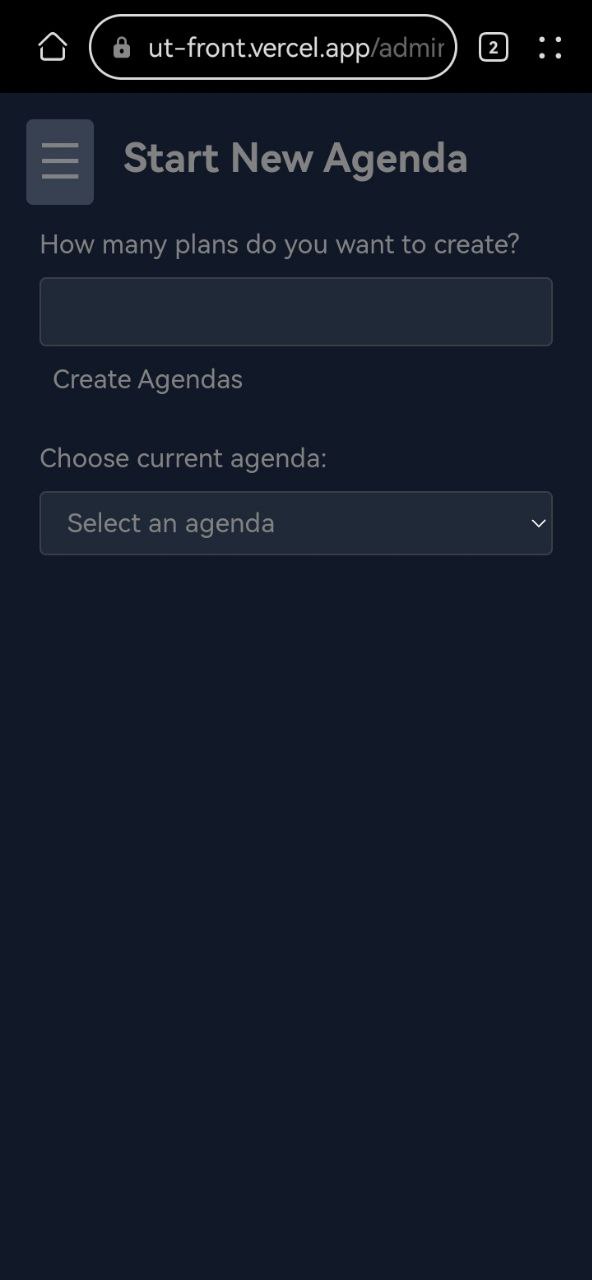 ut-front.vercel.app/admin
2
Start New Agenda
How many plans do you want to create?
Create Agendas
Choose current agenda:
Select an agenda